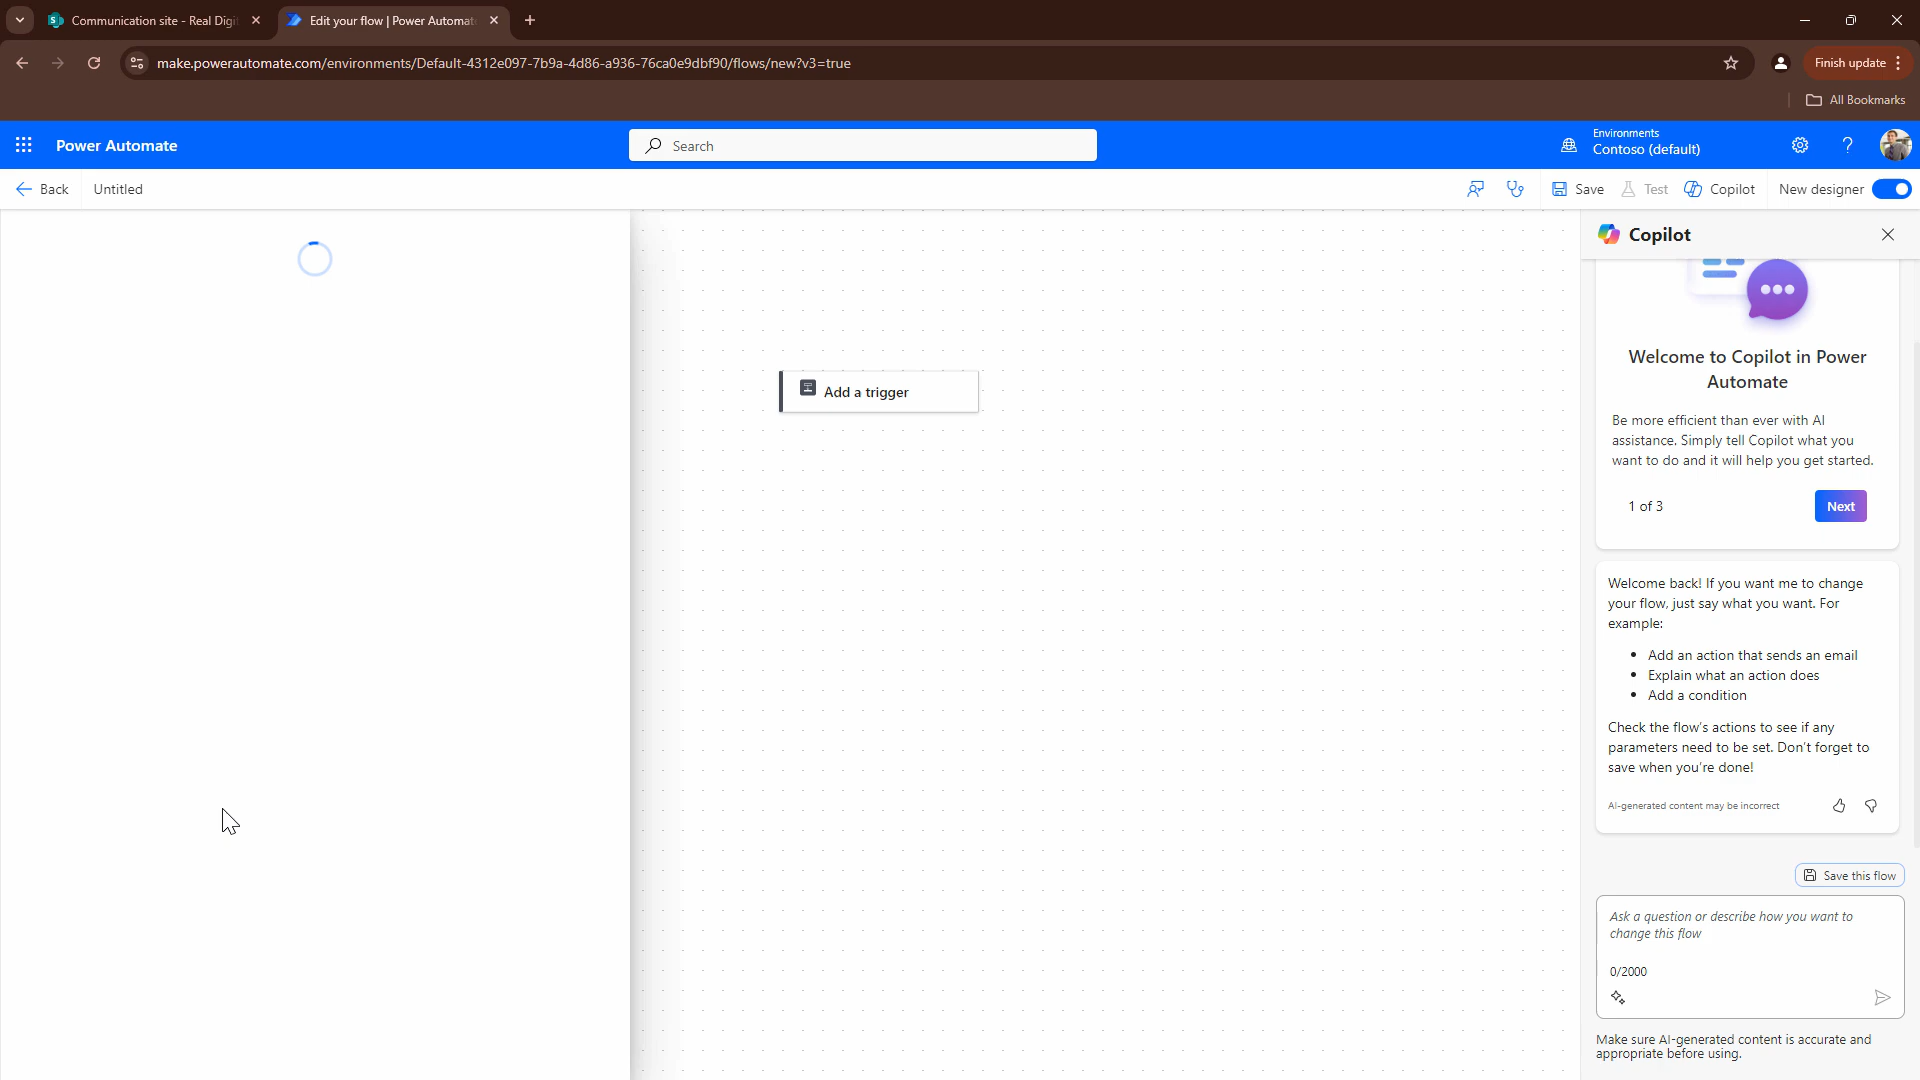 Communication site - Real Digi
Edit your flow | Power Automat
make.powerautomate.com/environments/Default-4312e097-7b9a-4d86-a936-76ca0e9dbf90/flows/new?v3=true
Finish update
All Bookmarks
Power Automate
Search
Environments
Contoso (default)
Back
Untitled
Save
Test
Copilot
New designer
Copilot
Add a trigger
Welcome to Copilot in Power
Automate
Be more efficient than ever with AI
assistance. Simply tell Copilot what you
want to do and it will help you get started.
1 of 3
Next
Welcome back! If you want me to change
your flow, just say what you want. For
example:
• Add an action that sends an email
• Explain what an action does
• Add a condition
Check the flow's actions to see if any
parameters need to be set. Don't forget to
save when you're done!
AI-generated content may be incorrect
Save this flow
Ask a question or describe how you want to
change this flow
0/2000
Make sure AI-generated content is accurate and
appropriate before using.